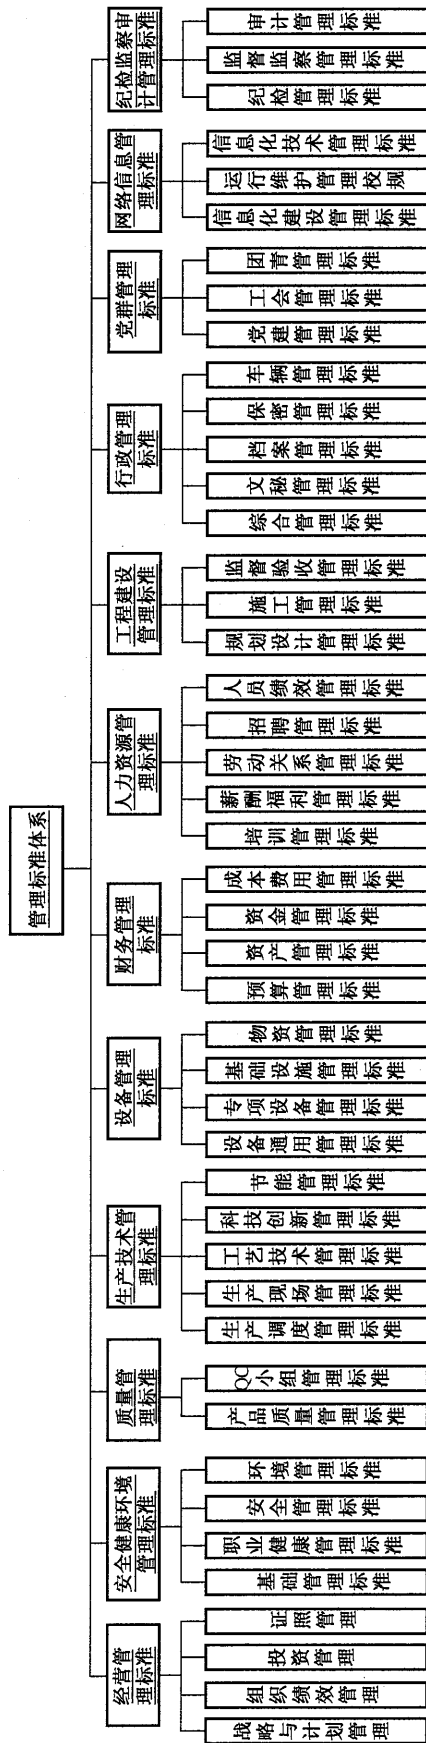 管理标准体系
经营管
理标准
安全健康环境
管理标准
质量管
理标准
生产技术管
理标准
设备管理
标准
财务管理
标准
人力资源管
理标准
工程建设
管理标准
行政管理
标准
党群管理
标准
网络信息管
理标准
纪检监察审
计管理标准
战略与计划管理
组织绩效管理
投资管理
证照管理
基础管理标准
职业健康管理标准
安全管理标准
环境管理标准
产品质量管理标准
QC小组管理标准
生产调度管理标准
生产现场管理标准
工艺技术管理标准
科技创新管理标准
节能管理标准
设备通用管理标准
专项设备管理标准
基础设施管理标准
物资管理标准
预算管理标准
资产管理标准
资金管理标准
成本费用管理标准
培训管理标准
薪酬福利管理标准
劳动关系管理标准
招聘管理标准
人员绩效管理标准
规划设计管理标准
施工管理标准
监督验收管理标准
综合管理标准
文秘管理标准
档案管理标准
保密管理标准
车辆管理标准
党建管理标准
工会管理标准
团青管理标准
信息化建设管理标准
运行维护管理校规
信息化技术管理标准
纪检管理标准
监督监察管理标准
审计管理标准